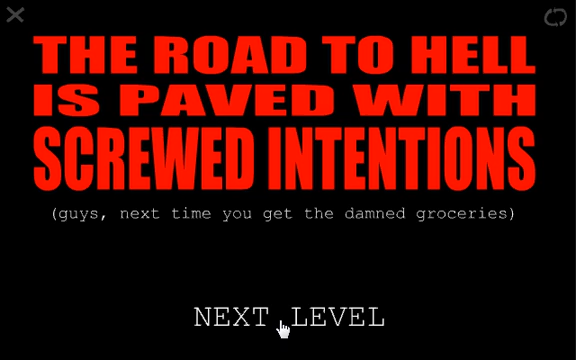 THE ROAD TO HELL
IS PAVED WITH
SCREWED INTENTIONS
(guys, next time you get the damned groceries)
NEXT LEVEL